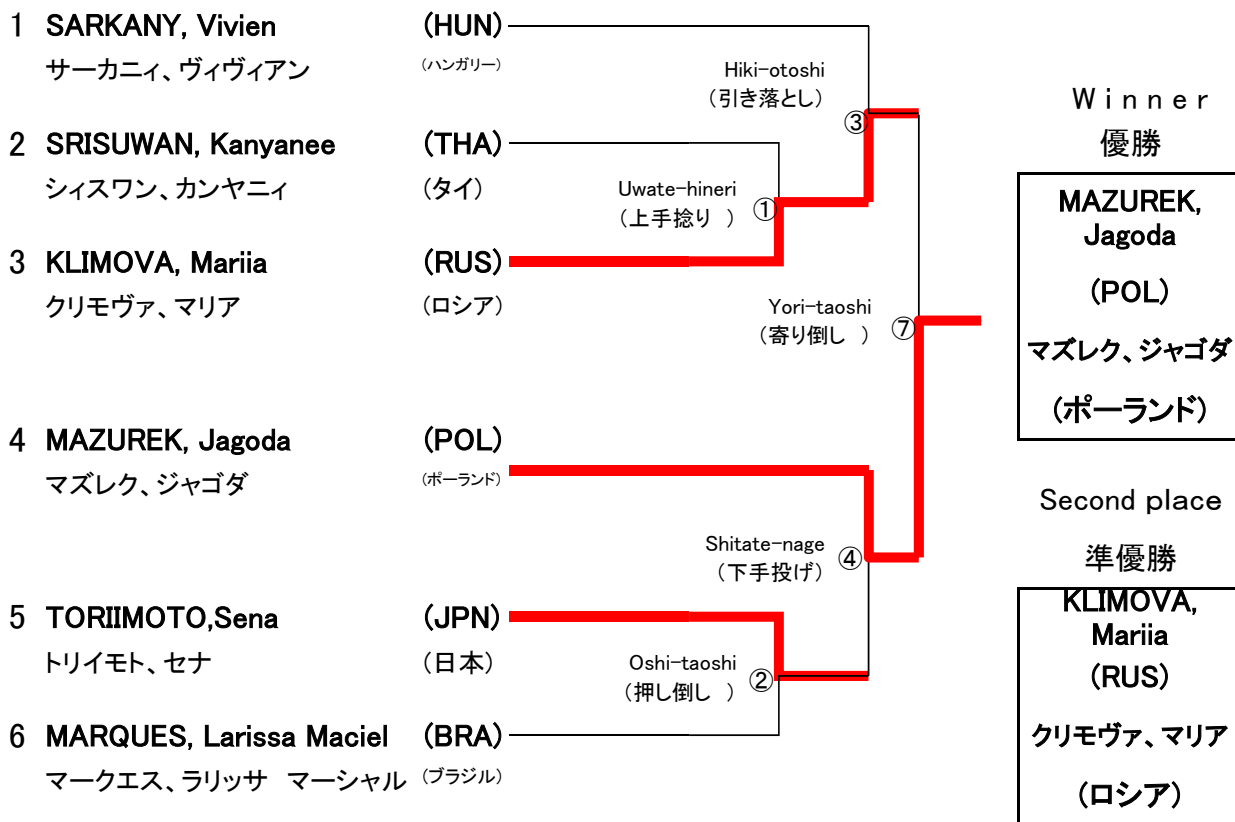 1 SARKANY, Vivien (HUN)
サーカニィ、ヴィヴィアン (ハンガリー)
Hiki-otoshi
（引き落とし）
③
2 SRISUWAN, Kanyanee (THA)
シィスワン、カンヤニィ (タイ)
Uwate-hineri
（上手捻り ）
①
3 KLIMOVA, Mariia (RUS)
クリモヴァ、マリア (ロシア)
Yori-taoshi
（寄り倒し ）
⑦
4 MAZUREK, Jagoda (POL)
マズレク、ジャゴダ (ポーランド)
Shitate-nage
（下手投げ）
④
5 TORIIMOTO,Sena (JPN)
トリイモト、セナ (日本)
Oshi-taoshi
（押し倒し ）
②
6 MARQUES, Larissa Maciel (BRA)
マークエス、ラリッサ　マーシャル (ブラジル)
Winner
優勝
MAZUREK,
Jagoda
(POL)
マズレク、ジャゴダ
(ポーランド)
Second place
準優勝
KLIMOVA,
Mariia
(RUS)
クリモヴァ、マリア
(ロシア)